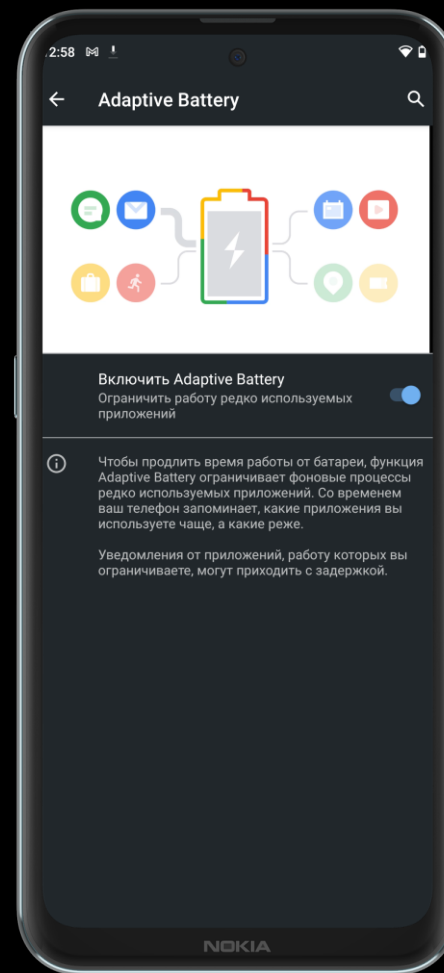 2:58
Adaptive Battery
Включить Adaptive Battery
Ограничить работу редко используемых
приложений
Чтобы продлить время работы от батареи, функция
Adaptive Battery ограничивает фоновые процессы
редко используемых приложений. Со временем
ваш телефон запоминает, какие приложения вы
используете чаще, а какие реже.
Уведомления от приложений, работу которых вы
ограничиваете, могут приходить с задержкой.
NOKIA